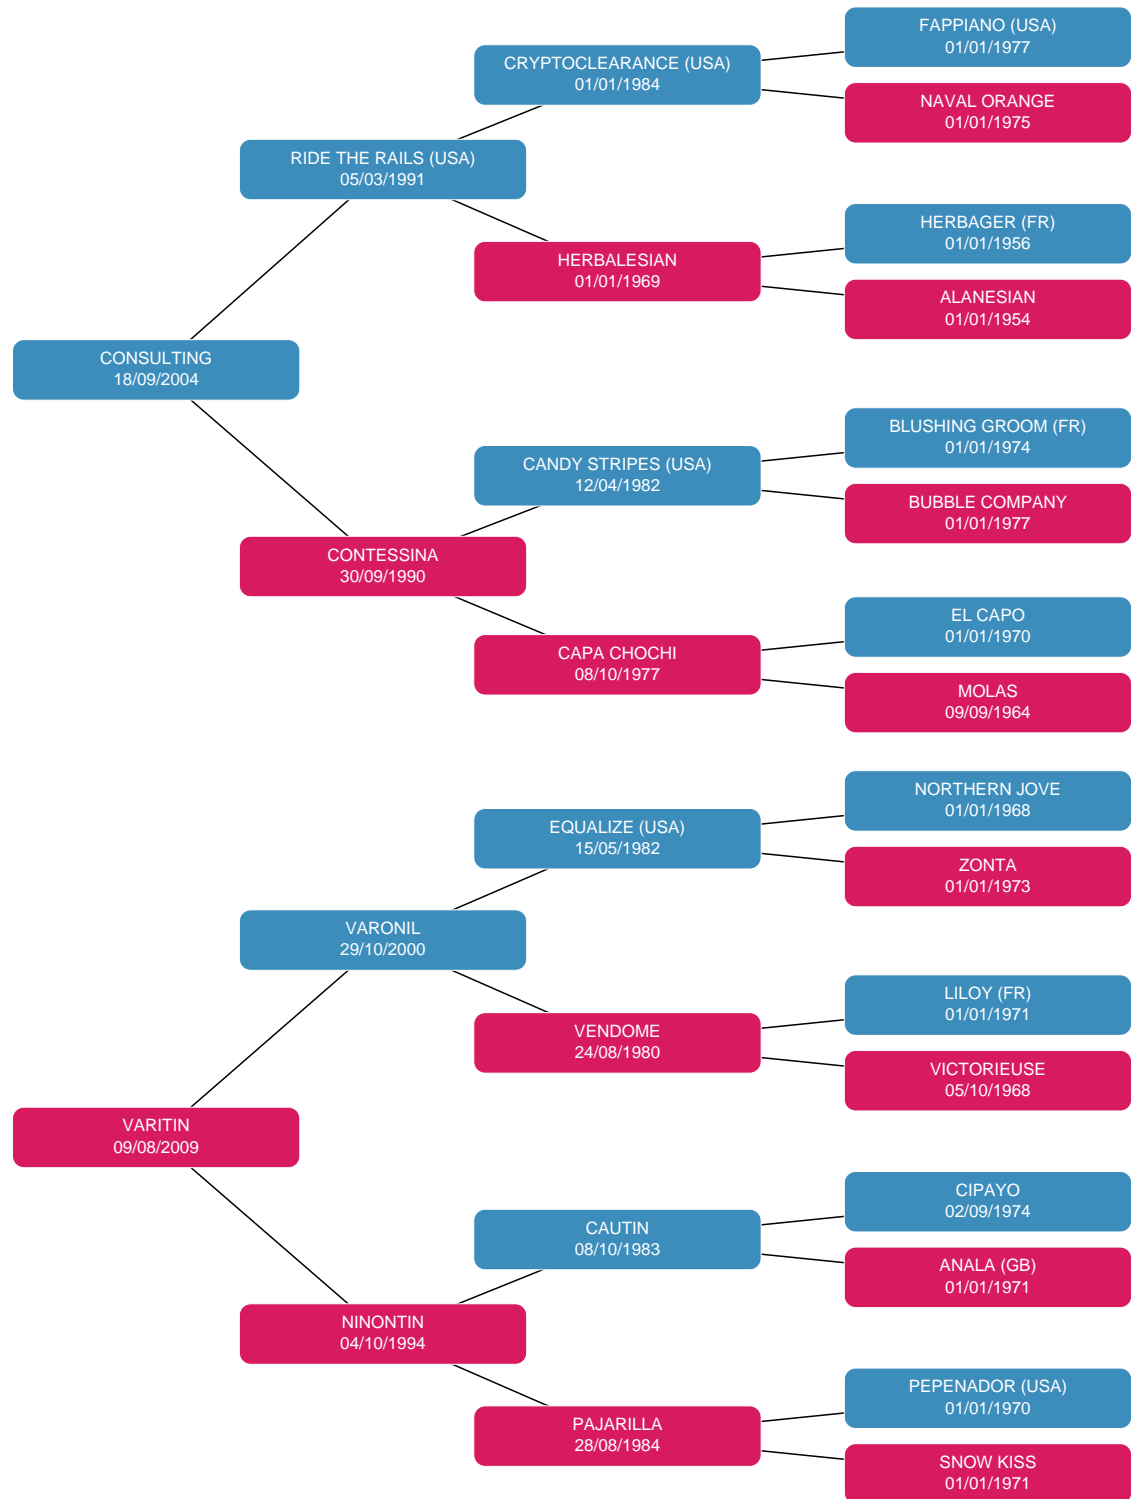 FAPPIANO (USA)
01/01/1977
CRYPTOCLEARANCE (USA)
01/01/1984
NAVAL ORANGE
01/01/1975
RIDE THE RAILS (USA)
05/03/1991
HERBAGER (FR)
01/01/1956
HERBALESIAN
01/01/1969
ALANESIAN
01/01/1954
CONSULTING
18/09/2004
BLUSHING GROOM (FR)
01/01/1974
CANDY STRIPES (USA)
12/04/1982
BUBBLE COMPANY
01/01/1977
CONTESSINA
30/09/1990
EL CAPO
01/01/1970
CAPA CHOCHI
08/10/1977
MOLAS
09/09/1964
NORTHERN JOVE
01/01/1968
EQUALIZE (USA)
15/05/1982
ZONTA
01/01/1973
VARONIL
29/10/2000
LILOY (FR)
01/01/1971
VENDOME
24/08/1980
VICTORIEUSE
05/10/1968
VARITIN
09/08/2009
CIPAYO
02/09/1974
CAUTIN
08/10/1983
ANALA (GB)
01/01/1971
NINONTIN
04/10/1994
PEPENADOR (USA)
01/01/1970
PAJARILLA
28/08/1984
SNOW KISS
01/01/1971